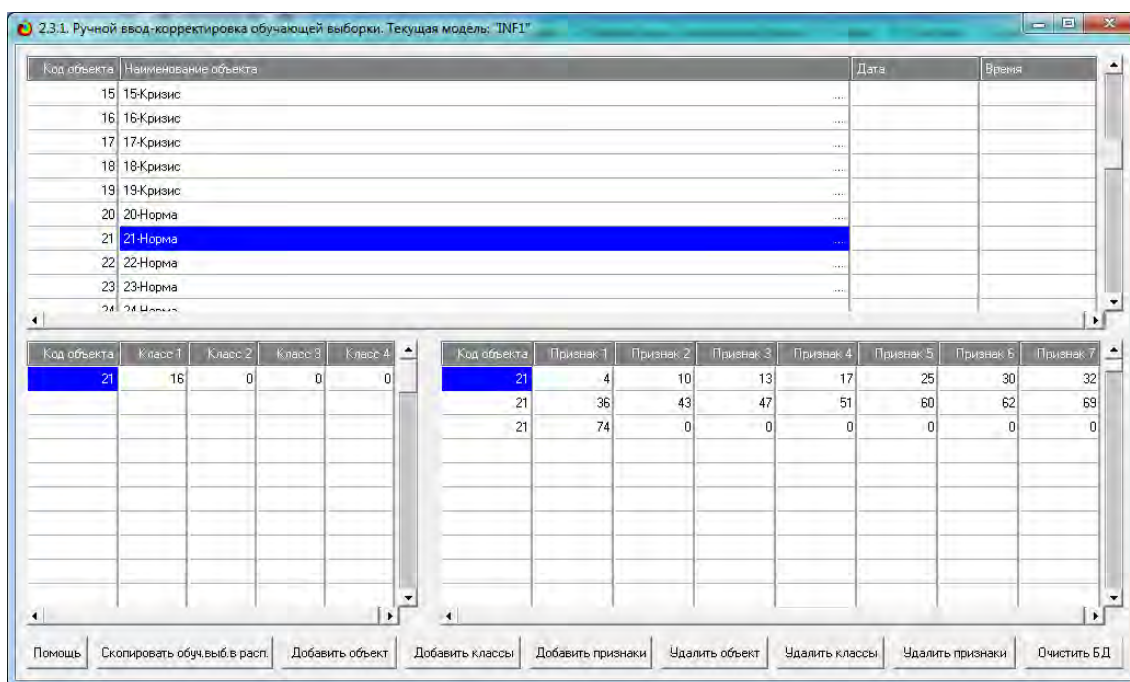 2.3.1. Ручной ввод-корректировка обучающей выборки. Текущая модель: "INF1"
Код объекта Наименование объекта Дата Время
15 15-Кризис ...
16 16-Кризис ...
17 17-Кризис ...
18 18-Кризис ...
19 19-Кризис ...
20 20-Норма ...
21 21-Норма ...
22 22-Норма ...
23 23-Норма ...
24 24-Норма
Код объекта Класс 1 Класс 2 Класс 3 Класс 4
21 16 0 0 0
Код объекта Признак 1 Признак 2 Признак 3 Признак 4 Признак 5 Признак 6 Признак 7
21 4 10 13 17 25 30 32
21 36 43 47 51 60 62 69
21 74 0 0 0 0 0 0
Помощь Скопировать обуч.выб.в расп. Добавить объект Добавить классы Добавить признаки Удалить объект Удалить классы Удалить признаки Очистить БД